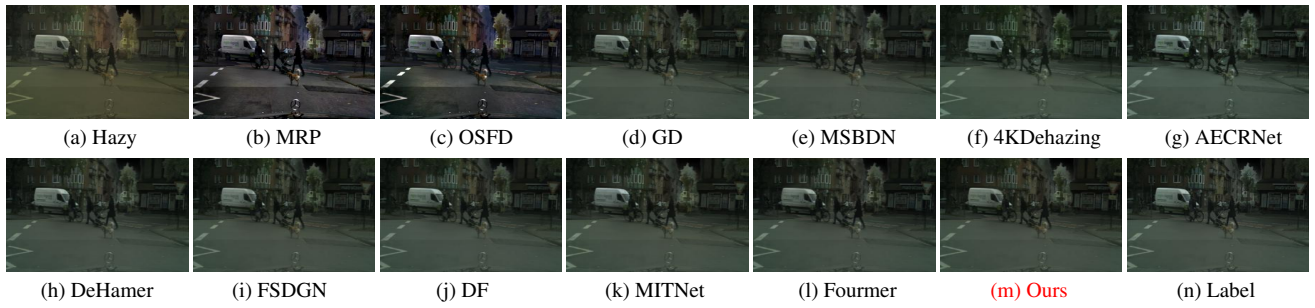 (a) Hazy
(b) MRP
(c) OSFD
(d) GD
(e) MSBDN
(f) 4KDehazing
(g) AECRNet
(h) DeHamer
(i) FSDGN
(j) DF
(k) MITNet
(l) Fourmer
(m) Ours
(n) Label